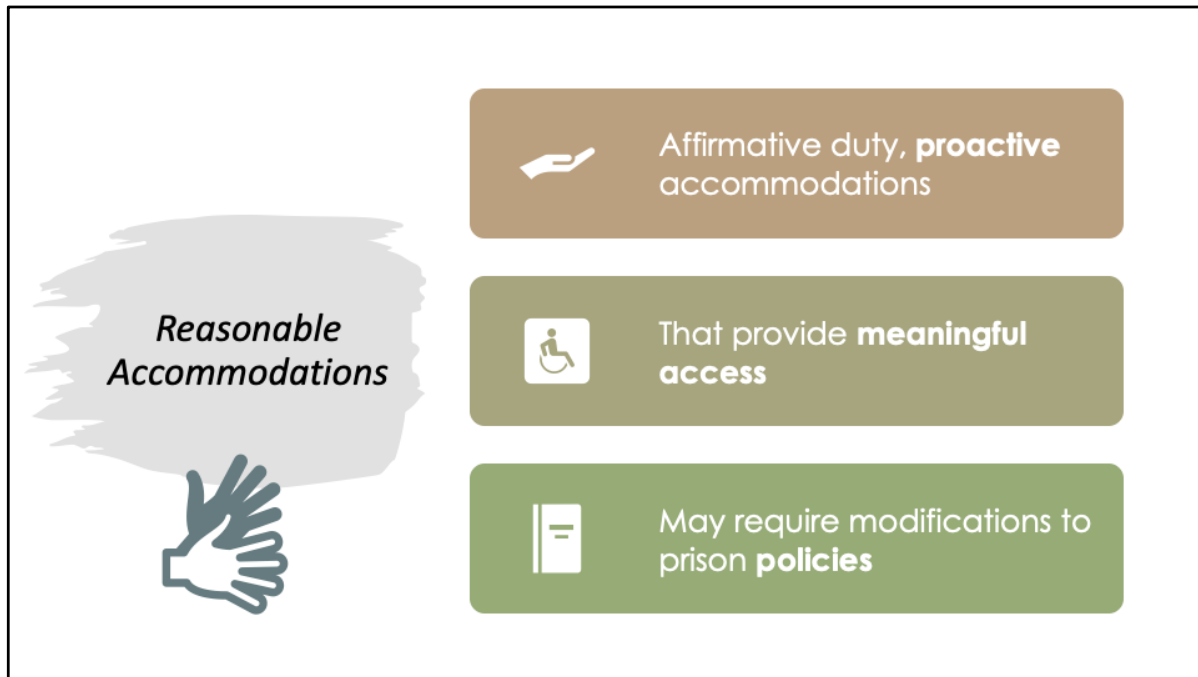 Reasonable
Accommodations
Affirmative duty, proactive
accommodations
That provide meaningful
access
May require modifications to
prison policies